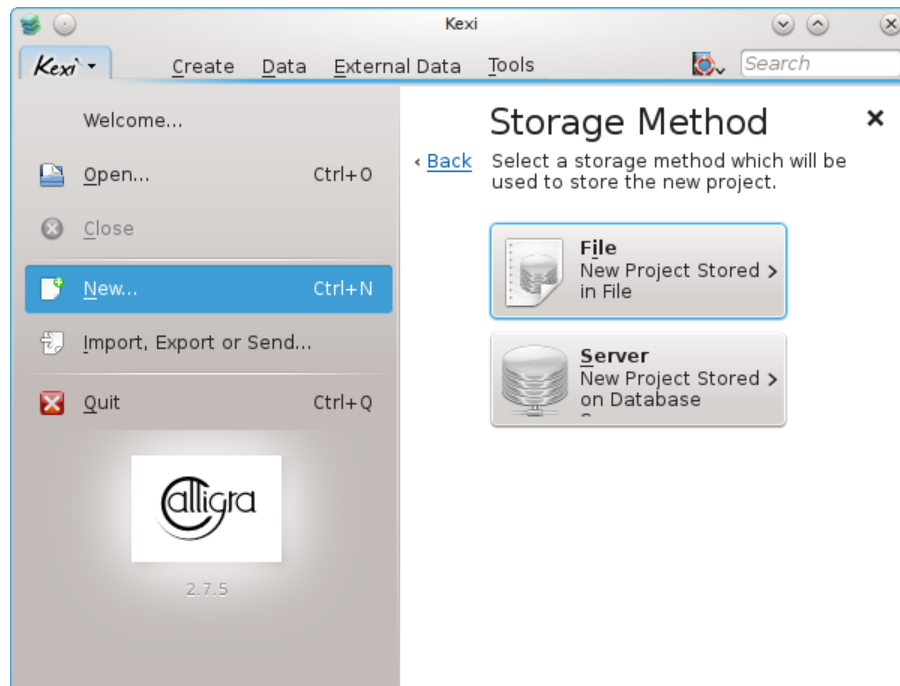 Kexi
Kexi
Create
Data
External Data
Tools
Search
Welcome...
Open... Ctrl+O
Close
New... Ctrl+N
Import, Export or Send...
Quit Ctrl+Q
Calligra
2.7.5
Storage Method
‹ Back
Select a storage method which will be
used to store the new project.
File
New Project Stored
in File
Server
New Project Stored
on Database